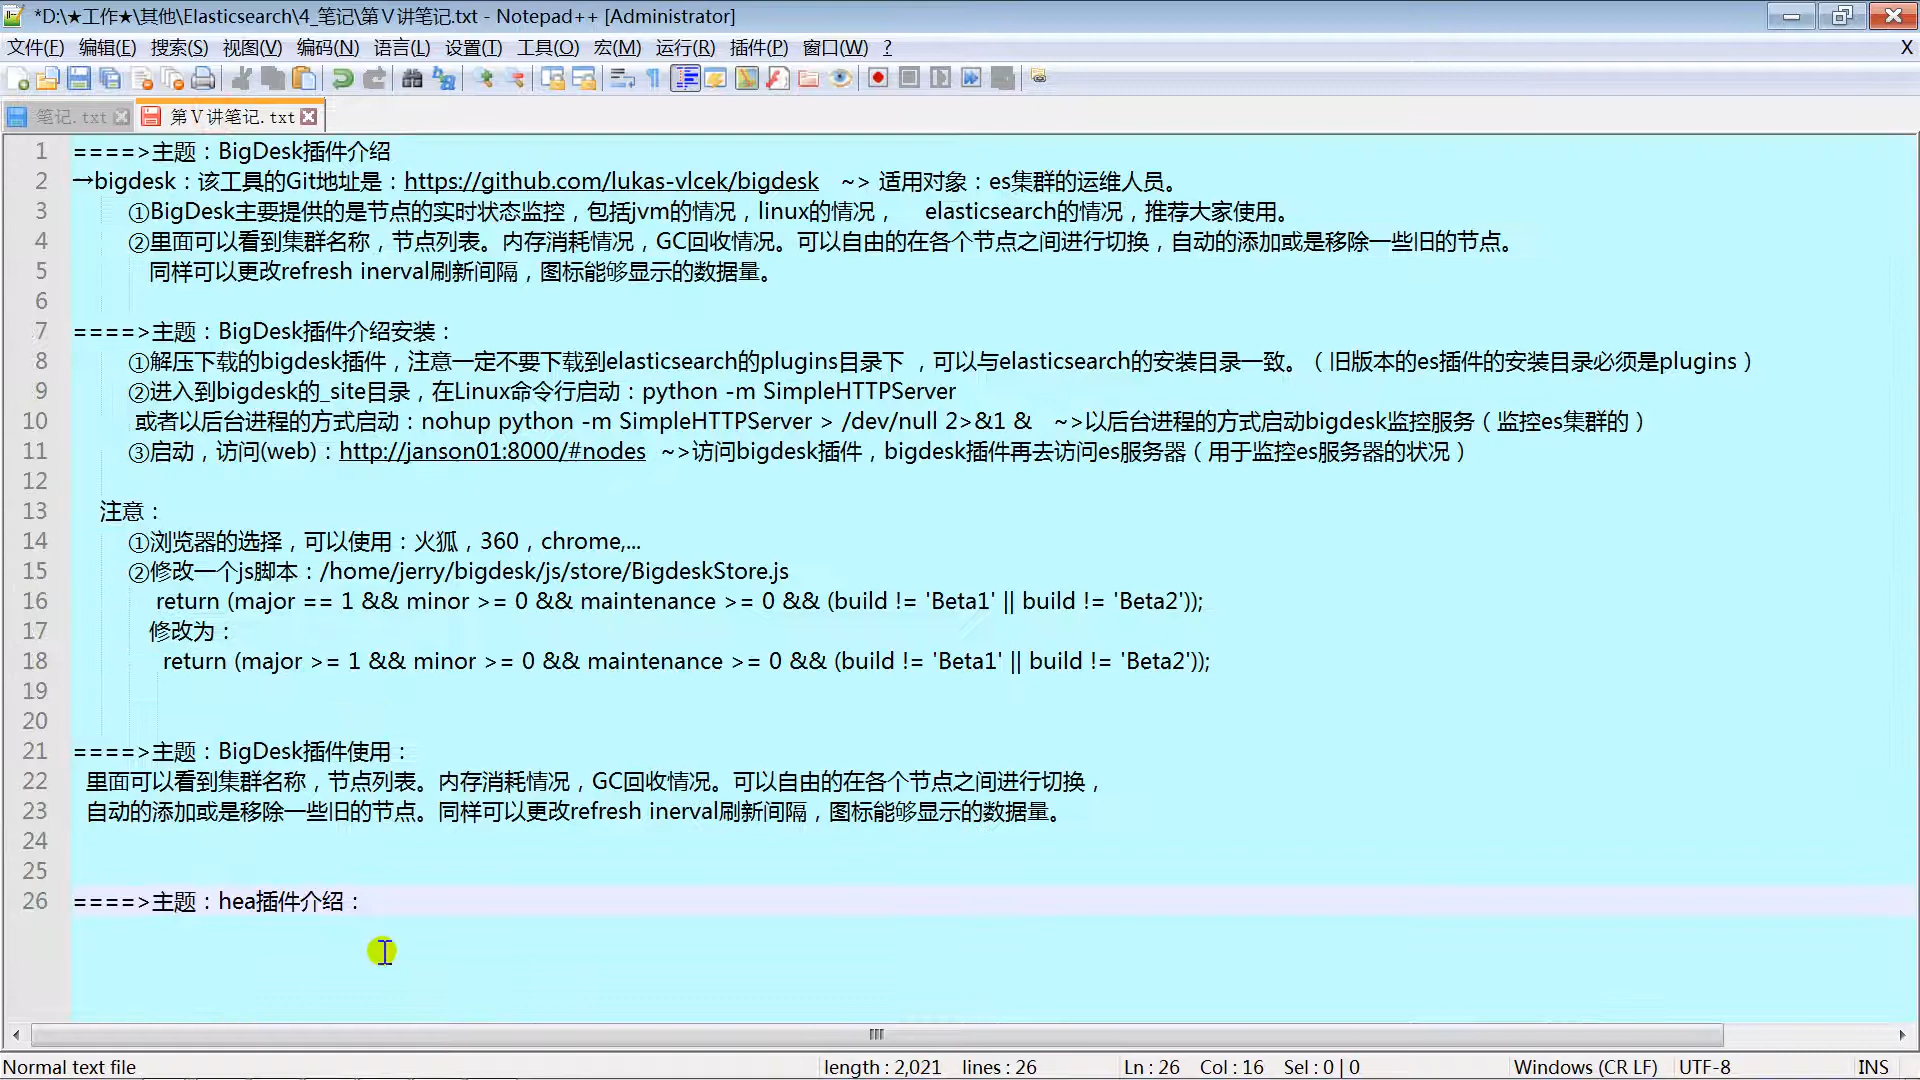 *D:\★工作★\其他\Elasticsearch\4_笔记\第Ⅴ讲笔记.txt - Notepad++ [Administrator]
文件(F) 编辑(E) 搜索(S) 视图(V) 编码(N) 语言(L) 设置(T) 工具(O) 宏(M) 运行(R) 插件(P) 窗口(W) ? X
笔记.txt 第Ⅴ讲笔记.txt
1 ====>主题：BigDesk插件介绍
2 →bigdesk：该工具的Git地址是：https://github.com/lukas-vlcek/bigdesk ~> 适用对象：es集群的运维人员。
3 ①BigDesk主要提供的是节点的实时状态监控，包括jvm的情况，linux的情况， elasticsearch的情况，推荐大家使用。
4 ②里面可以看到集群名称，节点列表。内存消耗情况，GC回收情况。可以自由的在各个节点之间进行切换，自动的添加或是移除一些旧的节点。
5 同样可以更改refresh inerval刷新间隔，图标能够显示的数据量。
6
7 ====>主题：BigDesk插件介绍安装：
8 ①解压下载的bigdesk插件，注意一定不要下载到elasticsearch的plugins目录下 ，可以与elasticsearch的安装目录一致。（旧版本的es插件的安装目录必须是plugins）
9 ②进入到bigdesk的_site目录，在Linux命令行启动：python -m SimpleHTTPServer
10 或者以后台进程的方式启动：nohup python -m SimpleHTTPServer > /dev/null 2>&1 & ~>以后台进程的方式启动bigdesk监控服务（监控es集群的）
11 ③启动，访问(web)：http://janson01:8000/#nodes ~>访问bigdesk插件，bigdesk插件再去访问es服务器（用于监控es服务器的状况）
12
13 注意：
14 ①浏览器的选择，可以使用：火狐，360，chrome,...
15 ②修改一个js脚本：/home/jerry/bigdesk/js/store/BigdeskStore.js
16 return (major == 1 && minor >= 0 && maintenance >= 0 && (build != 'Beta1' || build != 'Beta2'));
17 修改为：
18 return (major >= 1 && minor >= 0 && maintenance >= 0 && (build != 'Beta1' || build != 'Beta2'));
19
20
21 ====>主题：BigDesk插件使用：
22 里面可以看到集群名称，节点列表。内存消耗情况，GC回收情况。可以自由的在各个节点之间进行切换，
23 自动的添加或是移除一些旧的节点。同样可以更改refresh inerval刷新间隔，图标能够显示的数据量。
24
25
26 ====>主题：hea插件介绍：
Normal text file length : 2,021 lines : 26 Ln : 26 Col : 16 Sel : 0 | 0 Windows (CR LF) UTF-8 INS